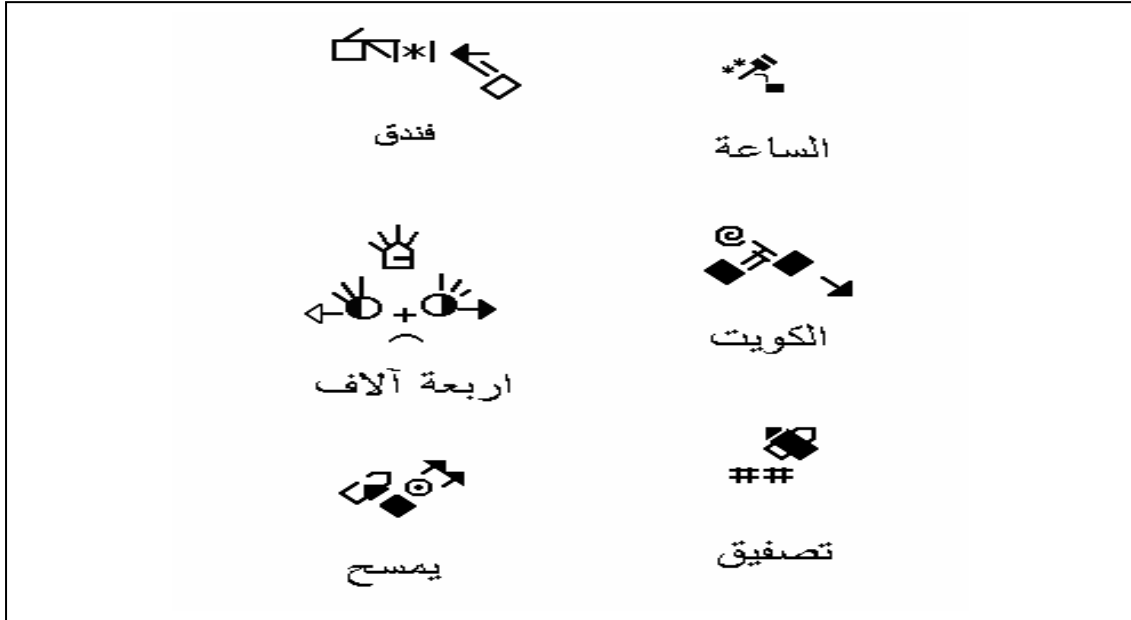 الساعة
فندق
الكويت
اربعة آلاف
تصفيق
يمسح